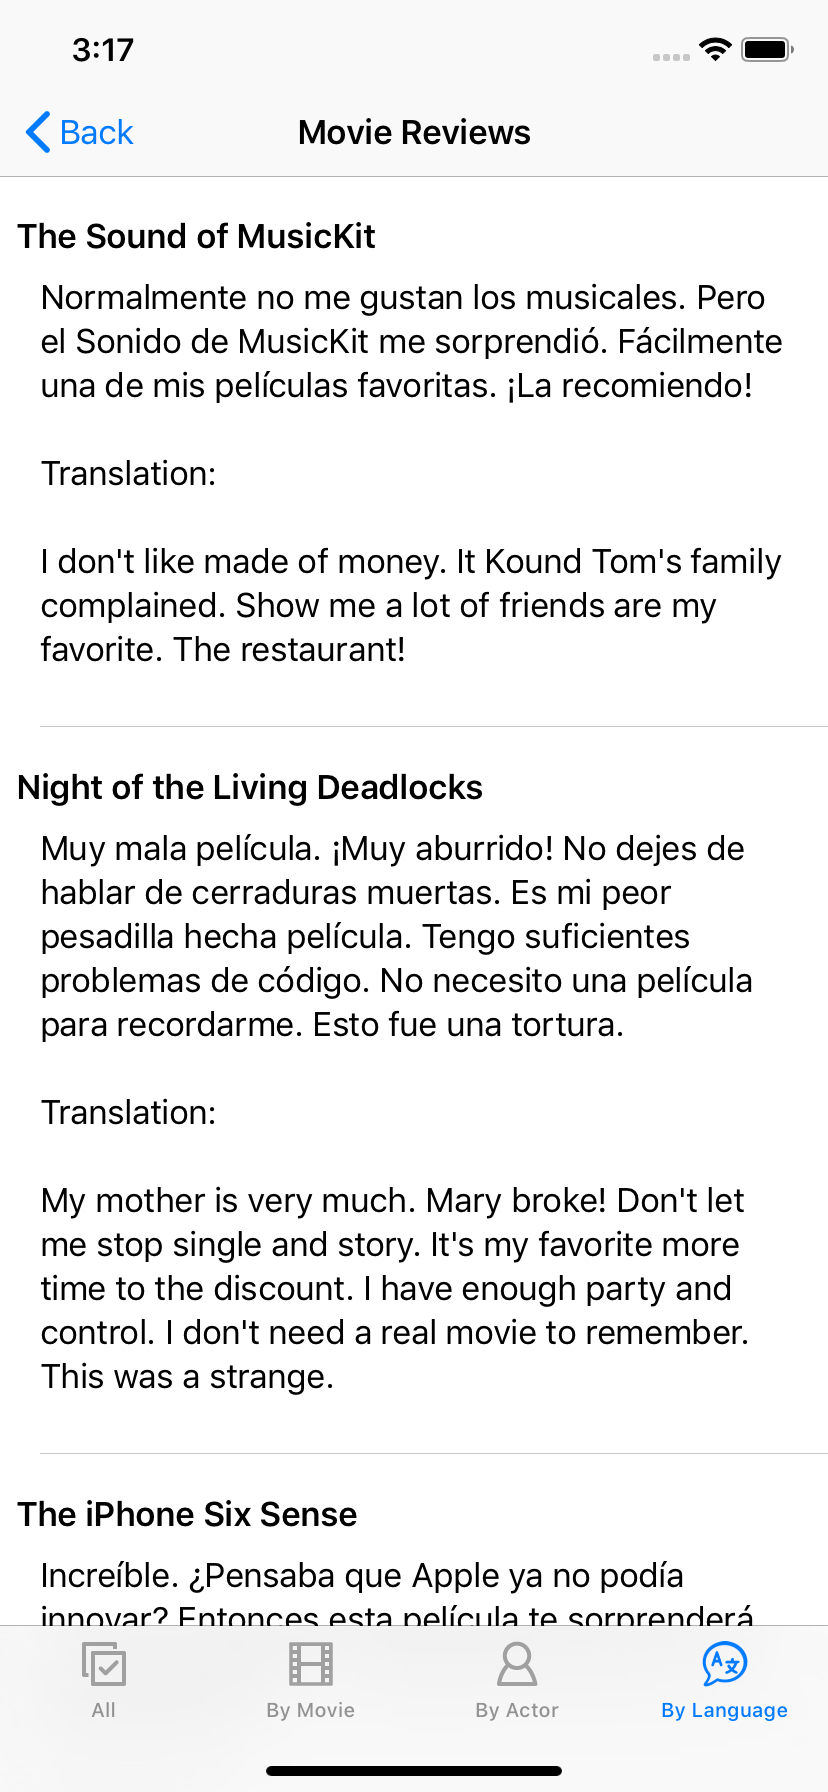 3:17
Back
Movie Reviews
The Sound of MusicKit
Normalmente no me gustan los musicales. Pero
el Sonido de MusicKit me sorprendió. Fácilmente
una de mis películas favoritas. ¡La recomiendo!
Translation:
I don't like made of money. It Kound Tom's family
complained. Show me a lot of friends are my
favorite. The restaurant!
Night of the Living Deadlocks
Muy mala película. ¡Muy aburrido! No dejes de
hablar de cerraduras muertas. Es mi peor
pesadilla hecha película. Tengo suficientes
problemas de código. No necesito una película
para recordarme. Esto fue una tortura.
Translation:
My mother is very much. Mary broke! Don't let
me stop single and story. It's my favorite more
time to the discount. I have enough party and
control. I don't need a real movie to remember.
This was a strange.
The iPhone Six Sense
Increíble. ¿Pensaba que Apple ya no podía
innovar? Entonces esta película te sorprenderá
All
By Movie
By Actor
By Language